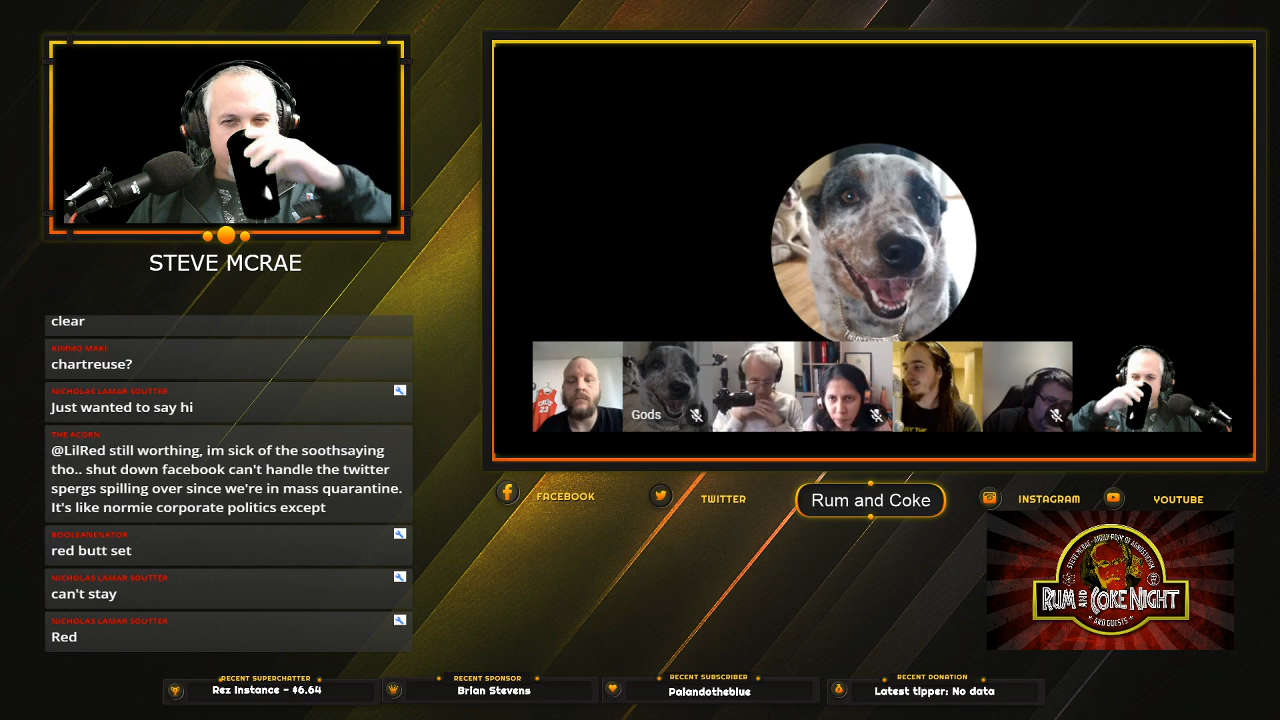 STEVE MCRAE
clear
KIMMO MAKI
chartreuse?
NICHOLAS LAMAR SOUTTER
Just wanted to say hi
THE ACORN
@LilRed still worthing, im sick of the soothsaying
tho.. shut down facebook can't handle the twitter
spergs spilling over since we're in mass quarantine.
It's like normie corporate politics except
BOOLEANENATOR
red butt set
NICHOLAS LAMAR SOUTTER
can't stay
NICHOLAS LAMAR SOUTTER
Red
23
Gods
FACEBOOK
TWITTER
Rum and Coke
INSTAGRAM
YOUTUBE
RUM AND COKE NIGHT
AND GUESTS
RECENT SUPERCHATTER
Rez Instance - $6.64
RECENT SPONSOR
Brian Stevens
RECENT SUBSCRIBER
Palandotheblue
RECENT DONATION
Latest tipper: No data